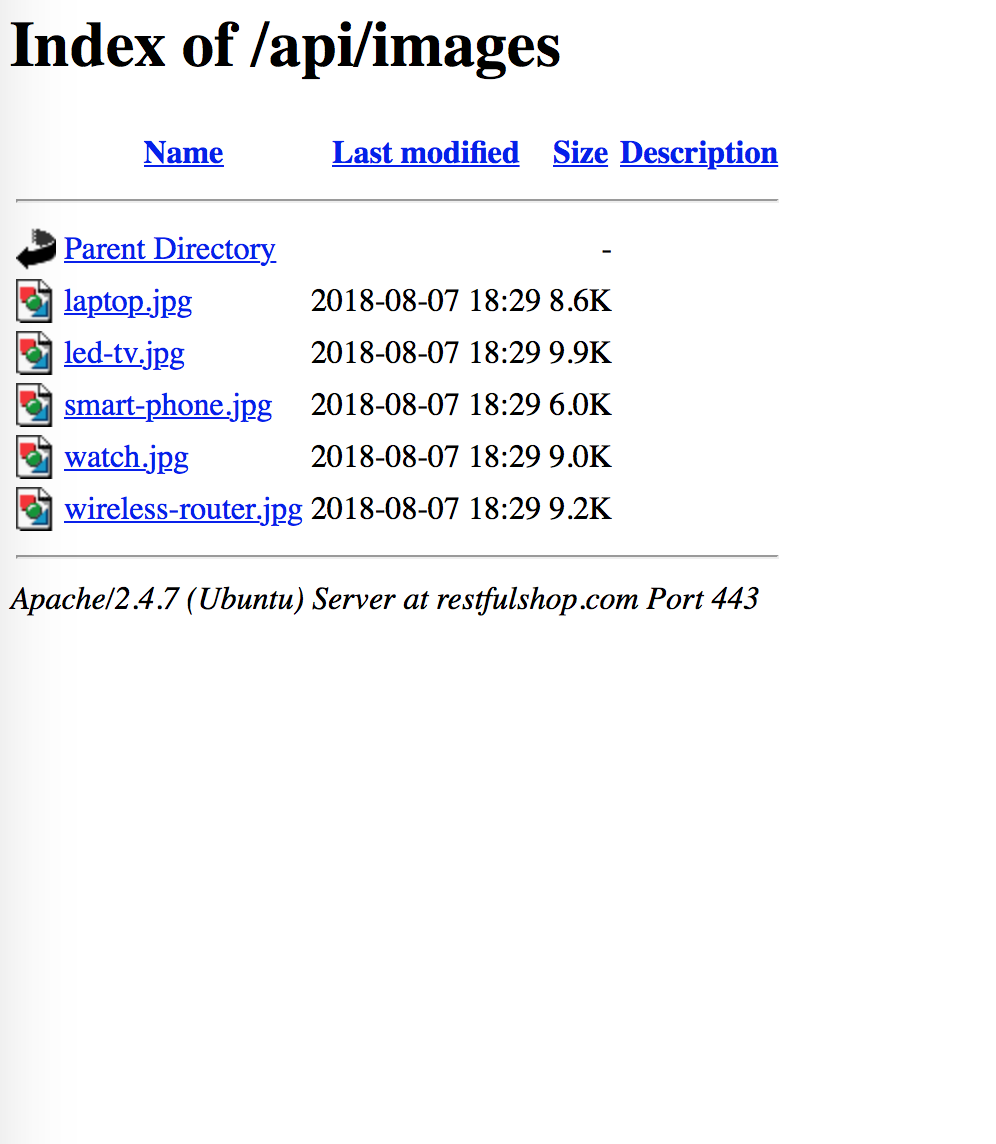 Index of /api/images
Name Last modified Size Description
Parent Directory -
laptop.jpg 2018-08-07 18:29 8.6K
led-tv.jpg 2018-08-07 18:29 9.9K
smart-phone.jpg 2018-08-07 18:29 6.0K
watch.jpg 2018-08-07 18:29 9.0K
wireless-router.jpg 2018-08-07 18:29 9.2K
Apache/2.4.7 (Ubuntu) Server at restfulshop.com Port 443